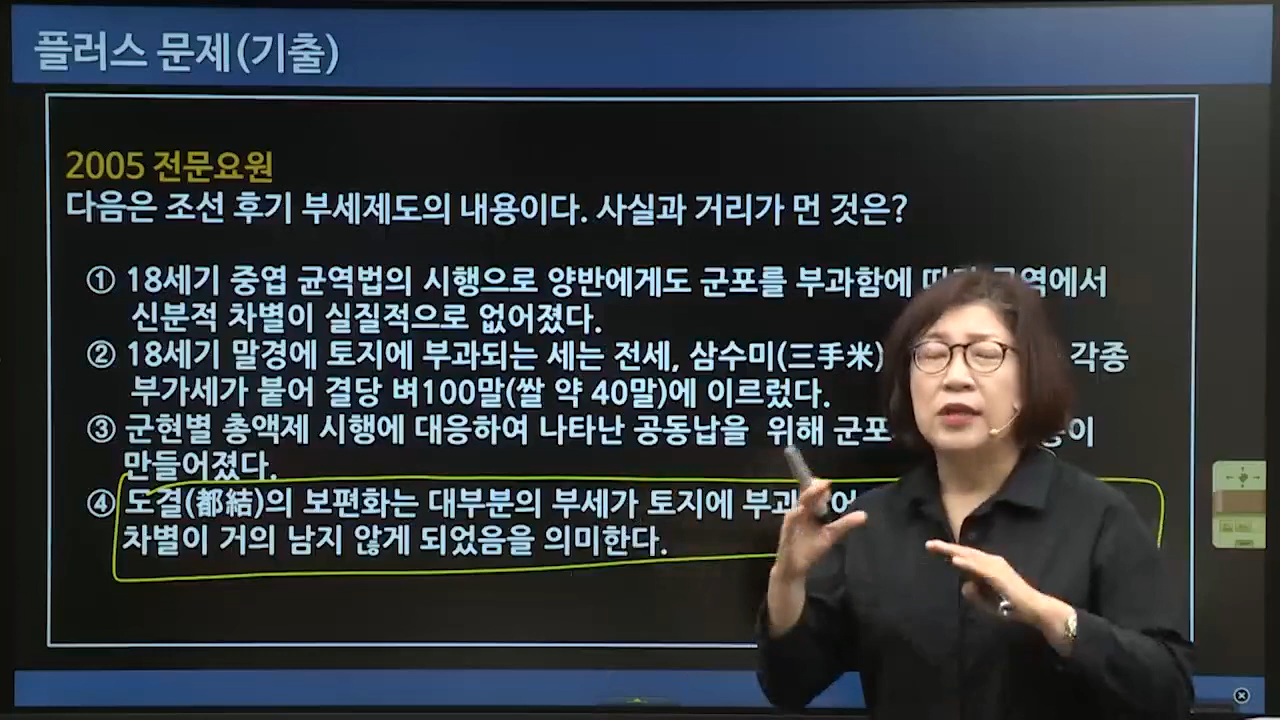 플러스 문제(기출)
2005 전문요원
다음은 조선 후기 부세제도의 내용이다. 사실과 거리가 먼 것은?
① 18세기 중엽 균역법의 시행으로 양반에게도 군포를 부과함에
신분적 차별이 실질적으로 없어졌다.
② 18세기 말경에 토지에 부과되는 세는 전세, 삼수미(三手米) 각종
부가세가 붙어 결당 벼100말(쌀 약 40말)에 이르렀다.
③ 군현별 총액제 시행에 대응하여 나타난 공동납을 위해
만들어졌다.
④ 도결(都結)의 보편화는 대부분의 부세가 토지에
차별이 거의 남지 않게 되었음을 의미한다.